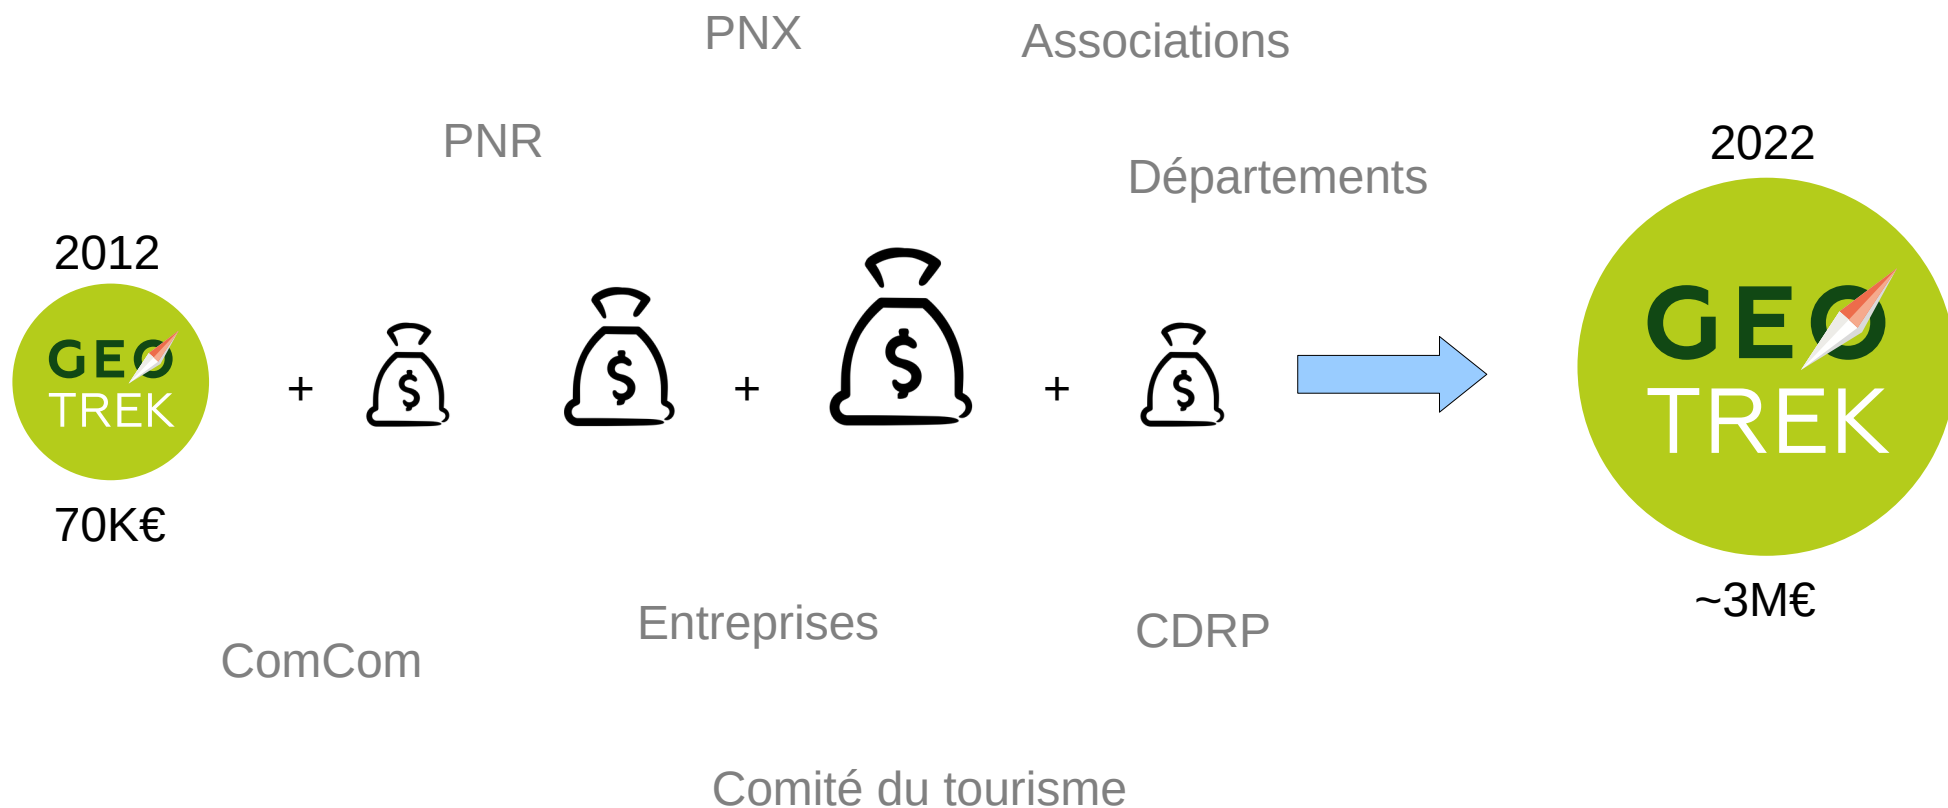 PNX
Associations
PNR
2022
Départements
2012
GEO
TREK
+
$
$
+
$
+
$
GEO
TREK
70K€
~3M€
Entreprises
CDRP
ComCom
Comité du tourisme